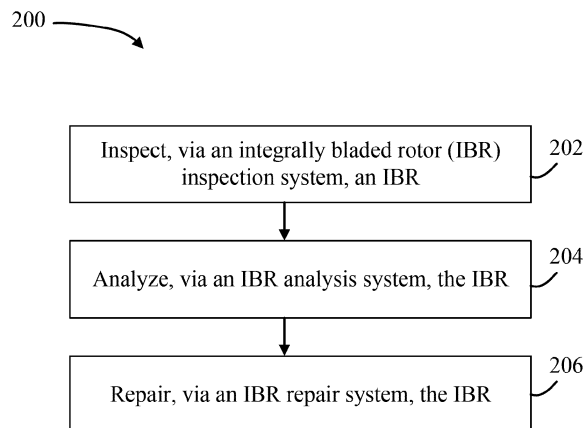 200
Inspect, via an integrally bladed rotor (IBR)
inspection system, an IBR
202
Analyze, via an IBR analysis system, the IBR
204
Repair, via an IBR repair system, the IBR
206